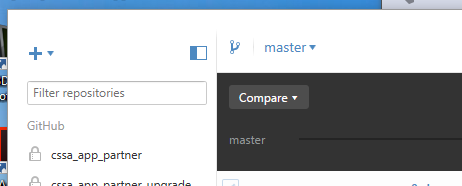 master
Filter repositories
Compare
GitHub
master
cssa_app_partner
cssa_app_partner_upgrade